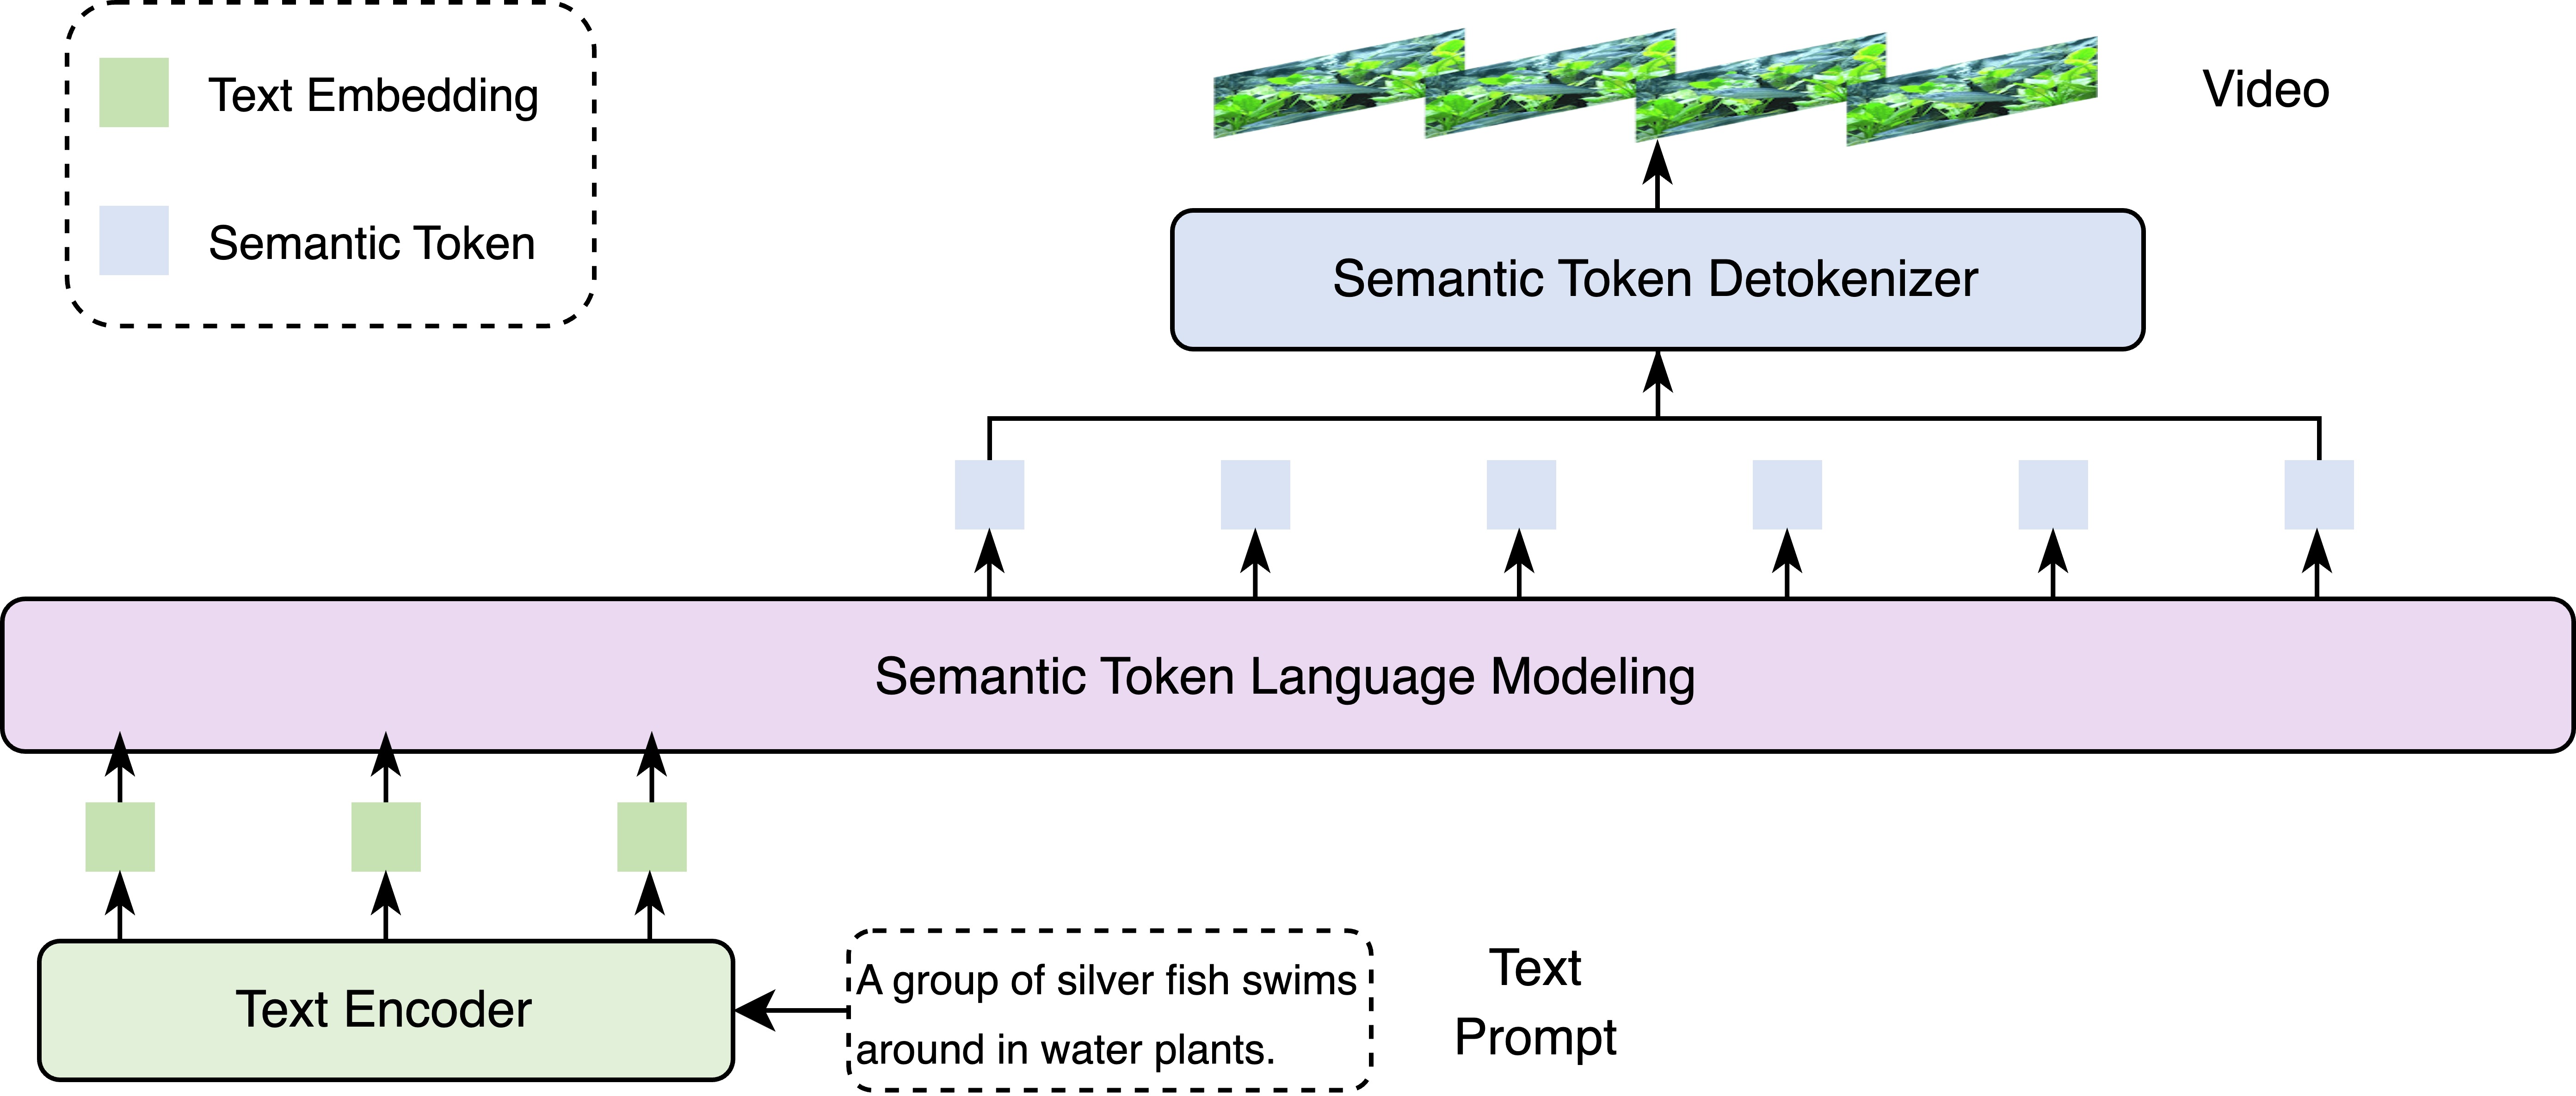 Text Embedding
Semantic Token
Video
Semantic Token Detokenizer
Semantic Token Language Modeling
Text Encoder
A group of silver fish swims
around in water plants.
Text
Prompt